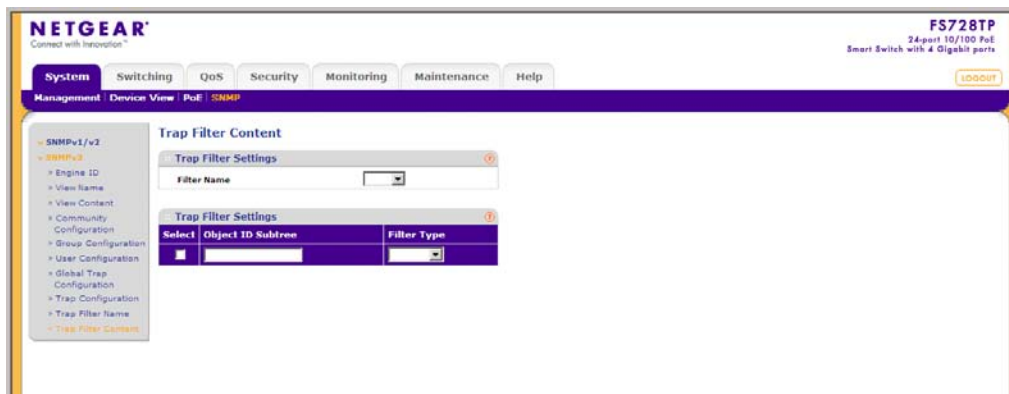 NETGEAR
Connect with Innovation™
FS728TP
24-port 10/100 PoE
Smart Switch with 4 Gigabit ports
System Switching QoS Security Monitoring Maintenance Help
LOGOUT
Management Device View PoE SNMP
SNMPv1/v2
SNMPv3
Engine ID
View Name
View Content
Community
Configuration
Group Configuration
User Configuration
Global Trap
Configuration
Trap Configuration
Trap Filter Name
Trap Filter Content
Trap Filter Content
Trap Filter Settings
Filter Name
Trap Filter Settings
Select Object ID Subtree Filter Type